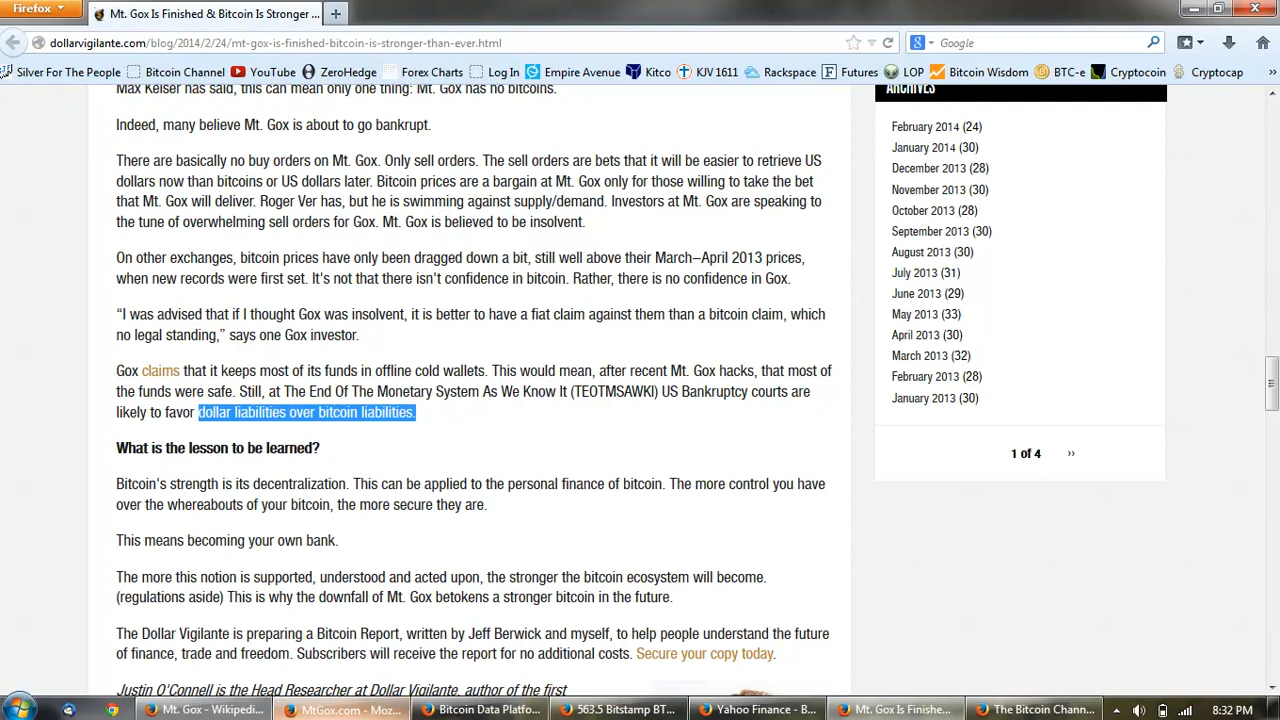 Firefox
Mt. Gox Is Finished & Bitcoin Is Stronger ...
dollarvigilante.com/blog/2014/2/24/mt-gox-is-finished-bitcoin-is-stronger-than-ever.html
Google
Silver For The People
Bitcoin Channel
YouTube
ZeroHedge
Forex Charts
Log In
Empire Avenue
Kitco
KJV 1611
Rackspace
Futures
LOP
Bitcoin Wisdom
BTC-e
Cryptocoin
Cryptocap
Max Keiser has said, this can mean only one thing: Mt. Gox has no bitcoins.
Indeed, many believe Mt. Gox is about to go bankrupt.
There are basically no buy orders on Mt. Gox. Only sell orders. The sell orders are bets that it will be easier to retrieve US
dollars now than bitcoins or US dollars later. Bitcoin prices are a bargain at Mt. Gox only for those willing to take the bet
that Mt. Gox will deliver. Roger Ver has, but he is swimming against supply/demand. Investors at Mt. Gox are speaking to
the tune of overwhelming sell orders for Gox. Mt. Gox is believed to be insolvent.
On other exchanges, bitcoin prices have only been dragged down a bit, still well above their March–April 2013 prices,
when new records were first set. It's not that there isn't confidence in bitcoin. Rather, there is no confidence in Gox.
“I was advised that if I thought Gox was insolvent, it is better to have a fiat claim against them than a bitcoin claim, which
no legal standing,” says one Gox investor.
Gox claims that it keeps most of its funds in offline cold wallets. This would mean, after recent Mt. Gox hacks, that most of
the funds were safe. Still, at The End Of The Monetary System As We Know It (TEOTMSAWKI) US Bankruptcy courts are
likely to favor dollar liabilities over bitcoin liabilities.
What is the lesson to be learned?
Bitcoin's strength is its decentralization. This can be applied to the personal finance of bitcoin. The more control you have
over the whereabouts of your bitcoin, the more secure they are.
This means becoming your own bank.
The more this notion is supported, understood and acted upon, the stronger the bitcoin ecosystem will become.
(regulations aside) This is why the downfall of Mt. Gox betokens a stronger bitcoin in the future.
The Dollar Vigilante is preparing a Bitcoin Report, written by Jeff Berwick and myself, to help people understand the future
of finance, trade and freedom. Subscribers will receive the report for no additional costs. Secure your copy today.
Justin O'Connell is the Head Researcher at Dollar Vigilante, author of the first
ARCHIVES
February 2014 (24)
January 2014 (30)
December 2013 (28)
November 2013 (30)
October 2013 (28)
September 2013 (30)
August 2013 (30)
July 2013 (31)
June 2013 (29)
May 2013 (33)
April 2013 (30)
March 2013 (32)
February 2013 (28)
January 2013 (30)
1 of 4 ››
Mt. Gox - Wikipedi...
MtGox.com - Moz...
Bitcoin Data Platfo...
563.5 Bitstamp BT...
Yahoo Finance - B...
Mt. Gox Is Finishe...
The Bitcoin Chann...
8:32 PM